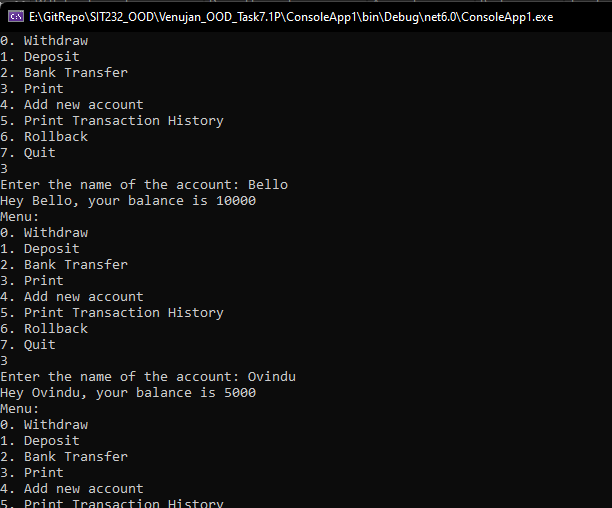 E:\GitRepo\SIT232_OOD\Venujan_OOD_Task7.1P\ConsoleApp1\bin\Debug\net6.0\ConsoleApp1.exe
0. Withdraw
1. Deposit
2. Bank Transfer
3. Print
4. Add new account
5. Print Transaction History
6. Rollback
7. Quit
3
Enter the name of the account: Bello
Hey Bello, your balance is 10000
Menu:
0. Withdraw
1. Deposit
2. Bank Transfer
3. Print
4. Add new account
5. Print Transaction History
6. Rollback
7. Quit
3
Enter the name of the account: Ovindu
Hey Ovindu, your balance is 5000
Menu:
0. Withdraw
1. Deposit
2. Bank Transfer
3. Print
4. Add new account
5. Print Transaction History